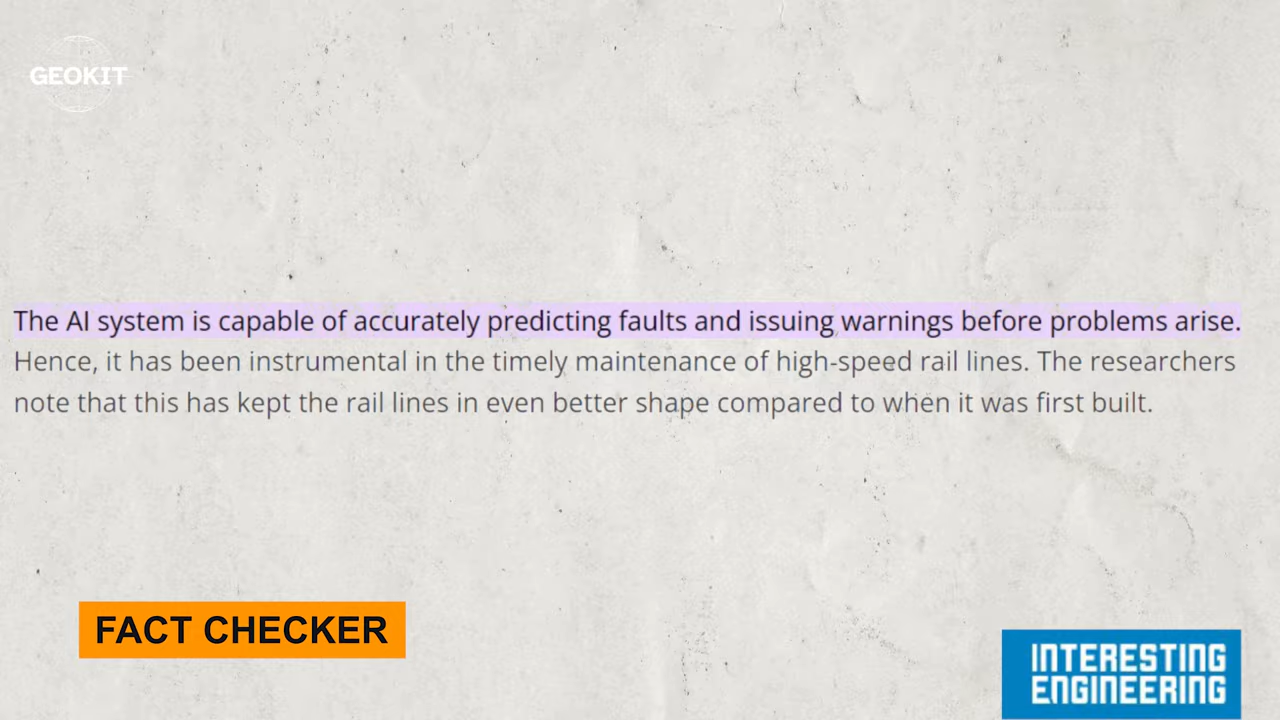 GEOKIT
The AI system is capable of accurately predicting faults and issuing warnings before problems arise.
Hence, it has been instrumental in the timely maintenance of high-speed rail lines. The researchers
note that this has kept the rail lines in even better shape compared to when it was first built.
FACT CHECKER
INTERESTING
ENGINEERING